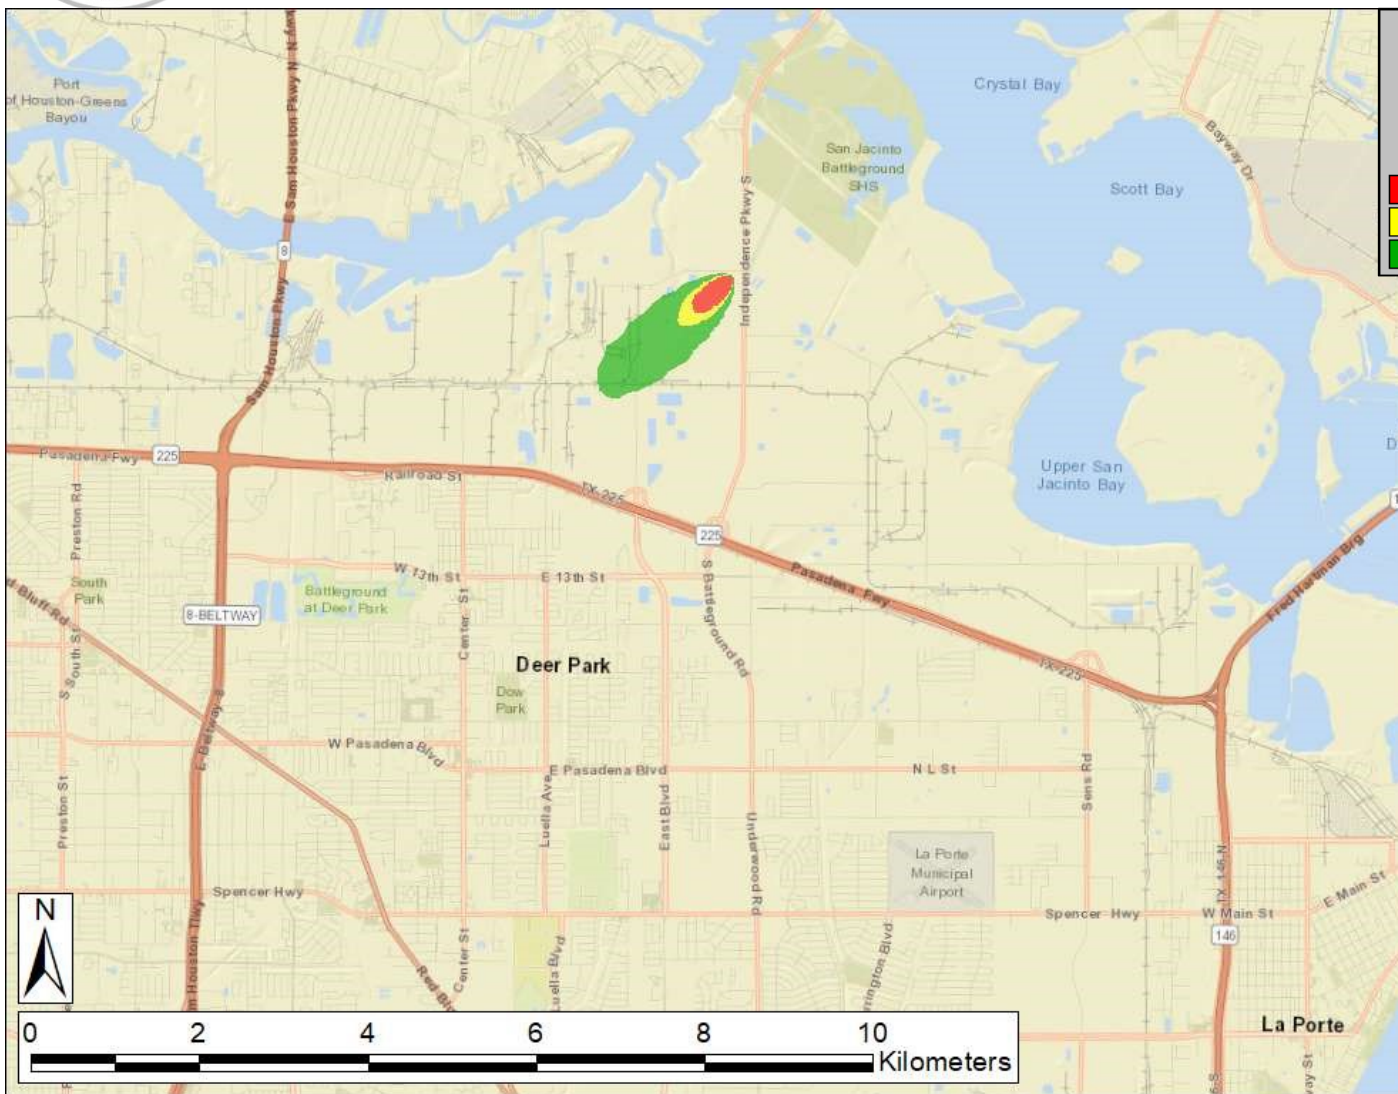 Port
of Houston-Greens
Bayou
E Sam Houston Pkwy N
8
Sam Houston Pkwy
San Jacinto
Battleground
SHS
Independence Pkwy S
Crystal Bay
Scott Bay
Bayway Dr
Upper San
Jacinto Bay
Pasadena Fwy
225
Railroad St
TX-225
225
Pasadena Fwy
TX-225
Fred Hartman Brg
Preston Rd
South
Park
S South St
8-BELTWAY
W 13th St
E 13th St
Battleground
at Deer Park
Center St
S Battleground Rd
Deer Park
Dow
Park
E Beltway 8
W Pasadena Blvd
E Pasadena Blvd
N L St
Sens Rd
Preston St
Luella Ave
East Blvd
Underwood Rd
La Porte
Municipal
Airport
TX 146 N
E Main St
Spencer Hwy
Spencer Hwy
W Main St
146
Center St
Luella Blvd
N
La Porte
0 2 4 6 8 10
Kilometers